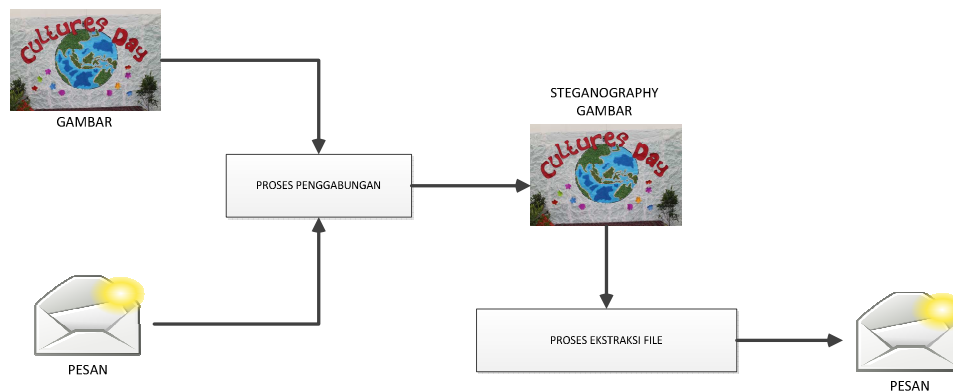 Cultures Day
GAMBAR
PROSES PENGGABUNGAN
PESAN
STEGANOGRAPHY
GAMBAR
Cultures Day
PROSES EKSTRAKSI FILE
PESAN